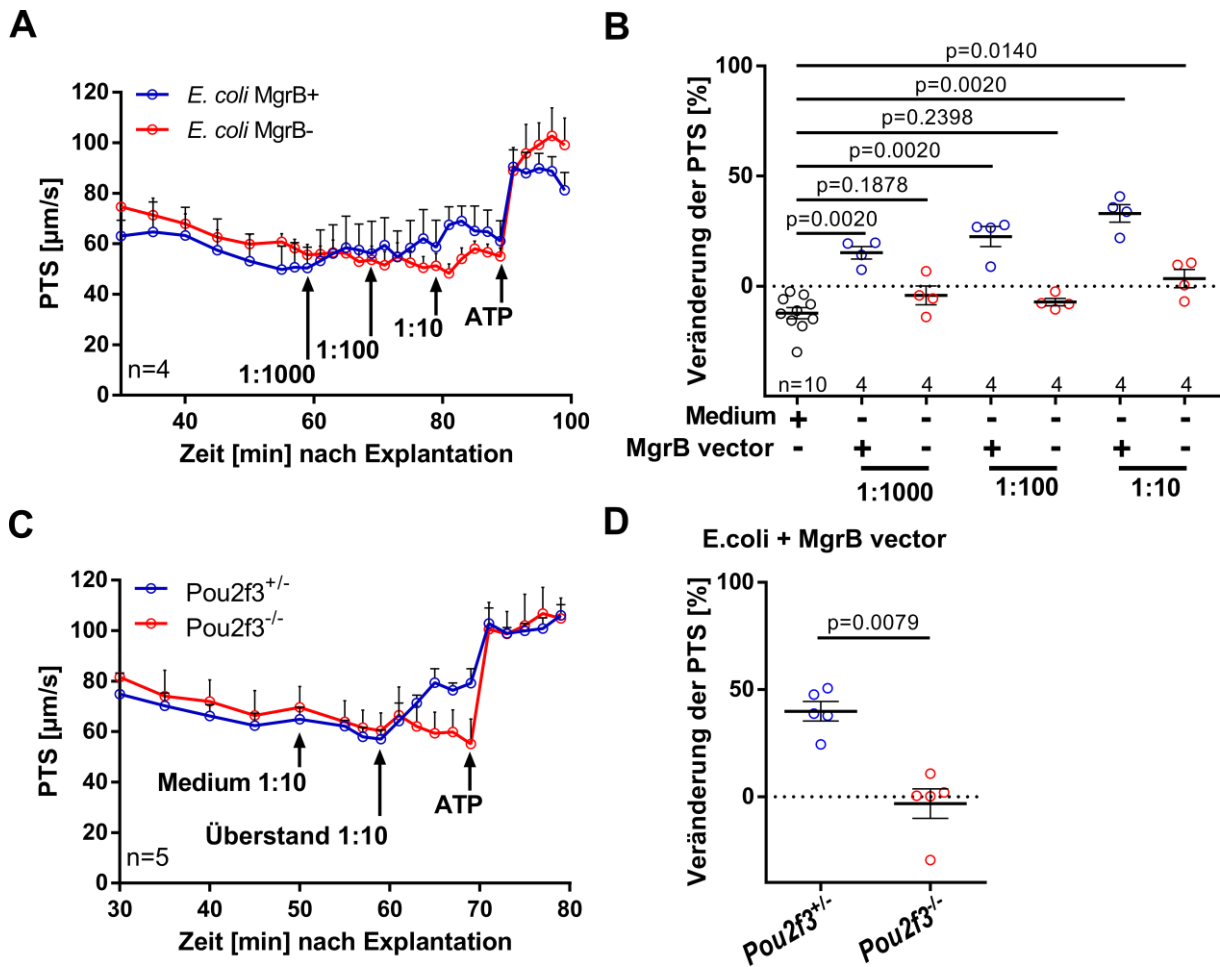 A
E. coli MgrB+
E. coli MgrB-
PTS [µm/s]
120
100
80
60
40
20
0
1:1000
1:100
1:10
ATP
n=4
40
60
80
100
Zeit [min] nach Explantation
B
Veränderung der PTS [%]
100
50
0
p=0.0140
p=0.0020
p=0.2398
p=0.0020
p=0.1878
p=0.0020
n=10 4 4 4 4 4 4
Medium + - - - - - -
MgrB vector - + - + - + -
1:1000 1:100 1:10
C
Pou2f3+/-
Pou2f3-/-
PTS [µm/s]
120
100
80
60
40
20
0
Medium 1:10
Überstand 1:10
ATP
n=5
30 40 50 60 70 80
Zeit [min] nach Explantation
D
E.coli + MgrB vector
Veränderung der PTS [%]
100
50
0
p=0.0079
Pou2f3+/-
Pou2f3-/-